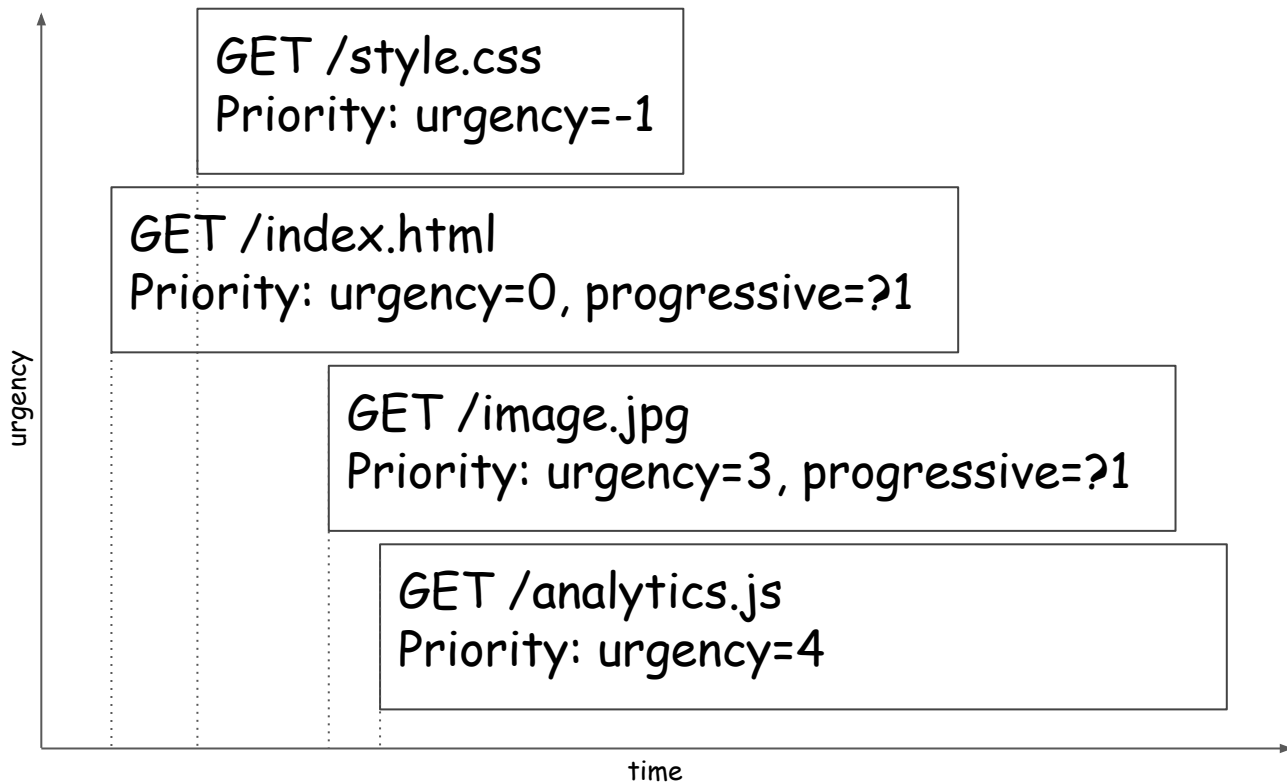 GET /style.css
Priority: urgency=-1
GET /index.html
Priority: urgency=0, progressive=?1
urgency
GET /image.jpg
Priority: urgency=3, progressive=?1
GET /analytics.js
Priority: urgency=4
time